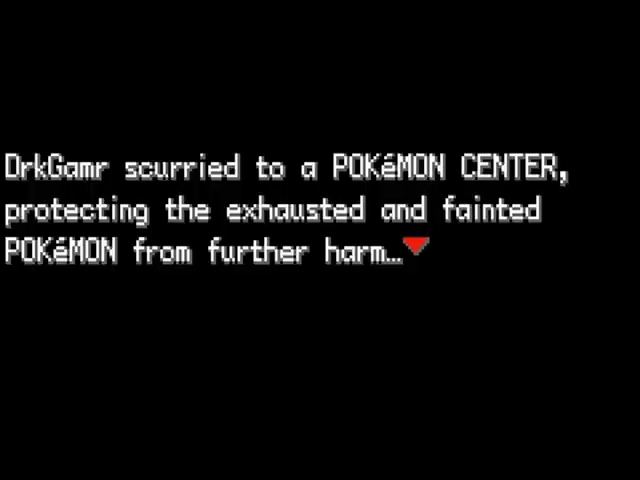 DrkGamr scurried to a POKéMON CENTER,
protecting the exhausted and fainted
POKéMON from further harm…